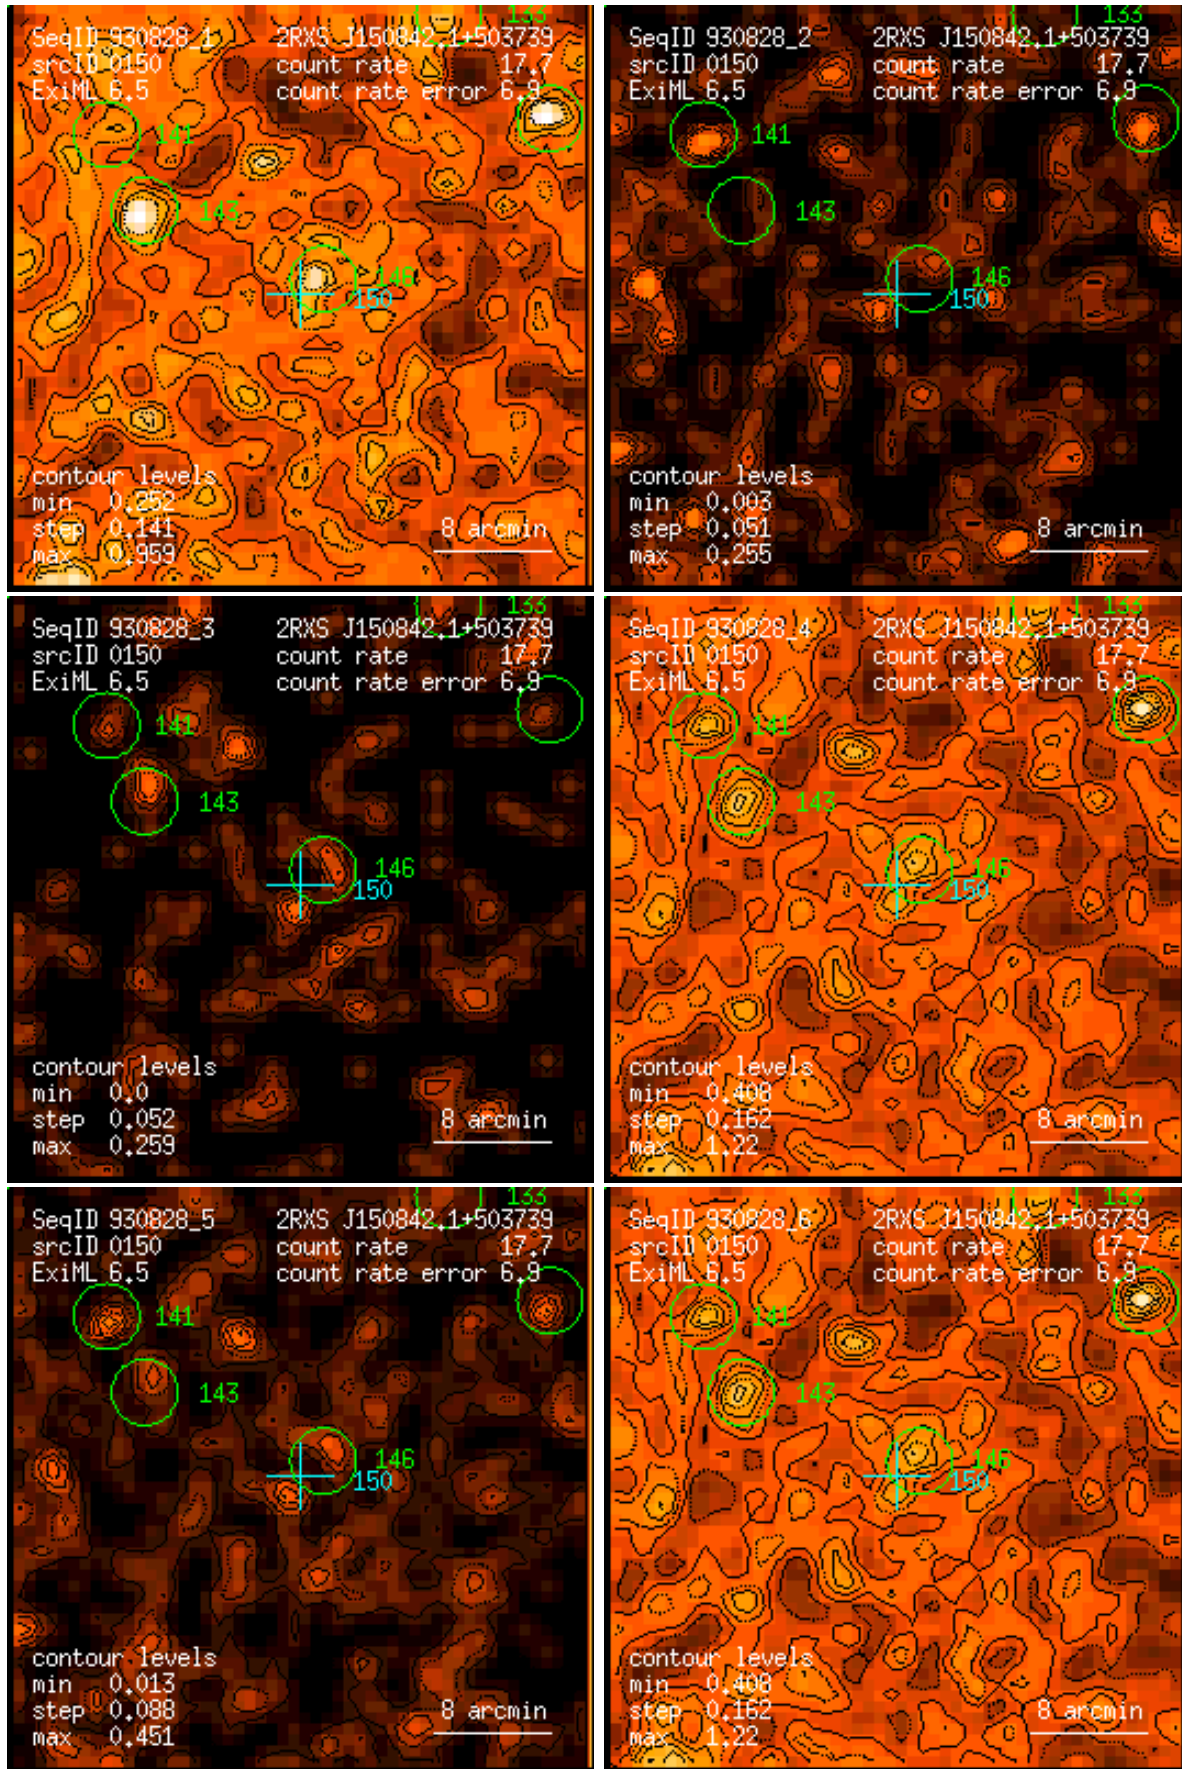 133
SeqID 930828_1 2RXS J150842.1+503739
srcID 0150 count rate 17.7
ExiML 6.5 count rate error 6.9
141
143
146
150
contour levels
min 0.252
step 0.141 8 arcmin
max 0.959
133
SeqID 930828_2 2RXS J150842.1+503739
srcID 0150 count rate 17.7
ExiML 6.5 count rate error 6.9
141
143
146
150
contour levels
min 0.003
step 0.051 8 arcmin
max 0.255
133
SeqID 930828_3 2RXS J150842.1+503739
srcID 0150 count rate 17.7
ExiML 6.5 count rate error 6.9
141
143
146
150
contour levels
min 0.0
step 0.052 8 arcmin
max 0.259
133
SeqID 930828_4 2RXS J150842.1+503739
srcID 0150 count rate 17.7
ExiML 6.5 count rate error 6.9
141
143
146
150
contour levels
min 0.408
step 0.162 8 arcmin
max 1.22
133
SeqID 930828_5 2RXS J150842.1+503739
srcID 0150 count rate 17.7
ExiML 6.5 count rate error 6.9
141
143
146
150
contour levels
min 0.013
step 0.088 8 arcmin
max 0.451
133
SeqID 930828_6 2RXS J150842.1+503739
srcID 0150 count rate 17.7
ExiML 6.5 count rate error 6.9
141
143
146
150
contour levels
min 0.408
step 0.162 8 arcmin
max 1.22